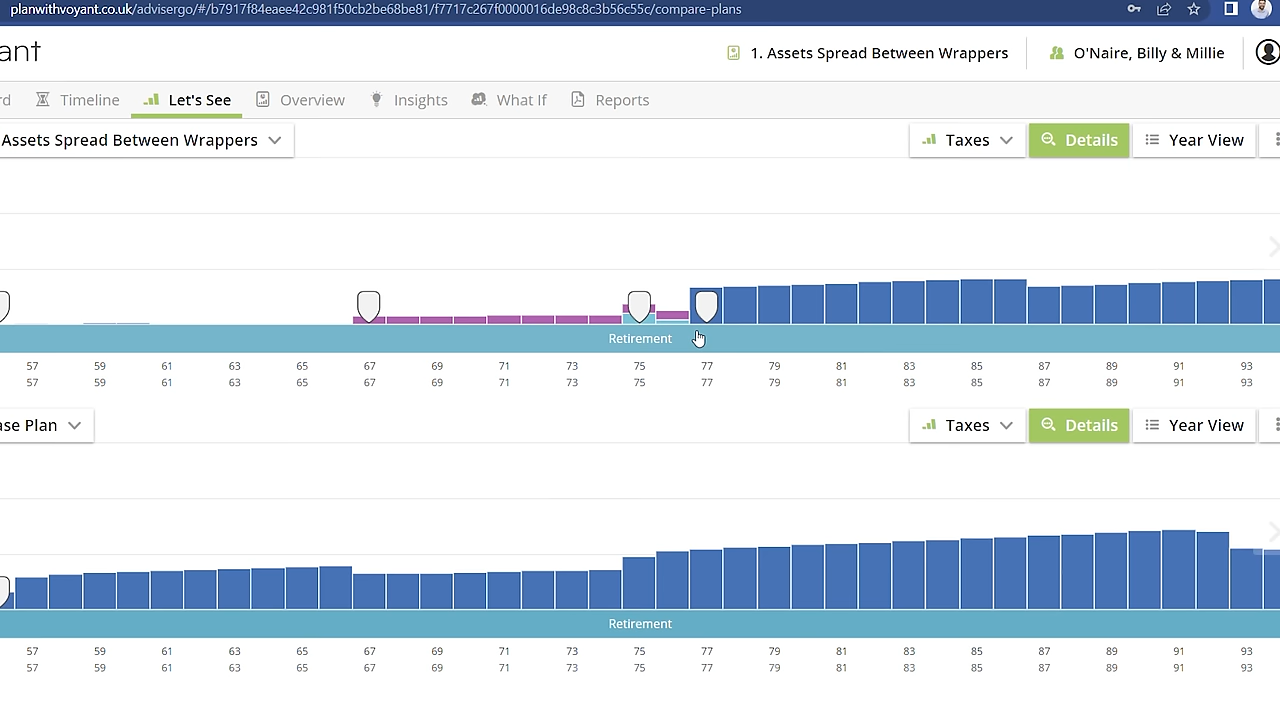 planwithvoyant.co.uk/advisergo/#/b7917f84eaee42c981f50cb2be68be81/f7717c267f0000016de98c8c3b56c55c/compare-plans
ant 1. Assets Spread Between Wrappers O'Naire, Billy & Millie
rd Timeline Let's See Overview Insights What If Reports
Assets Spread Between Wrappers Taxes Details Year View
Retirement
57 59 61 63 65 67 69 71 73 75 77 79 81 83 85 87 89 91 93
57 59 61 63 65 67 69 71 73 75 77 79 81 83 85 87 89 91 93
ase Plan Taxes Details Year View
Retirement
57 59 61 63 65 67 69 71 73 75 77 79 81 83 85 87 89 91 93
57 59 61 63 65 67 69 71 73 75 77 79 81 83 85 87 89 91 93